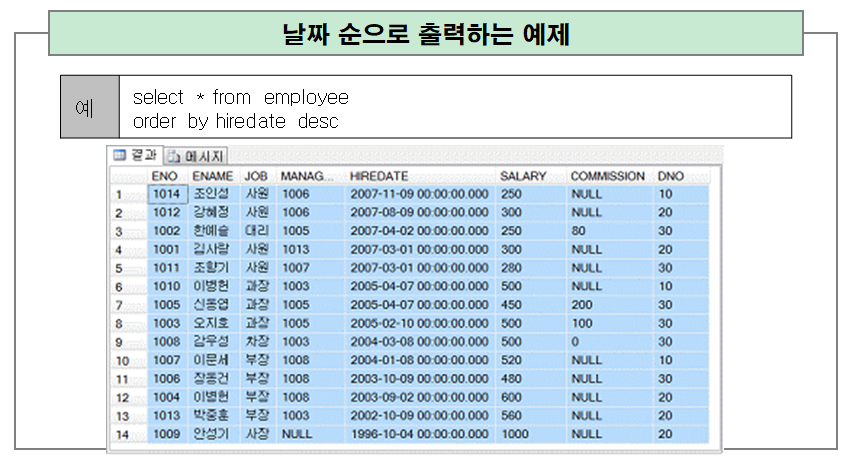 날짜 순으로 출력하는 예제
예
select * from employee
order by hiredate desc
결과 메시지
ENO ENAME JOB MANAG... HIREDATE SALARY COMMISSION DNO
1 1014 조인성 사원 1006 2007-11-09 00:00:00.000 250 NULL 10
2 1012 강혜정 사원 1006 2007-08-09 00:00:00.000 300 NULL 20
3 1002 한예슬 대리 1005 2007-04-02 00:00:00.000 250 80 30
4 1001 김사랑 사원 1013 2007-03-01 00:00:00.000 300 NULL 20
5 1011 조향기 사원 1007 2007-03-01 00:00:00.000 280 NULL 30
6 1010 이병헌 과장 1003 2005-04-07 00:00:00.000 500 NULL 10
7 1005 신동엽 과장 1005 2005-04-07 00:00:00.000 450 200 30
8 1003 오지호 과장 1005 2005-02-10 00:00:00.000 500 100 30
9 1008 감우성 차장 1003 2004-03-08 00:00:00.000 500 0 30
10 1007 이문세 부장 1008 2004-01-08 00:00:00.000 520 NULL 10
11 1006 장동건 부장 1008 2003-10-09 00:00:00.000 480 NULL 30
12 1004 이병헌 부장 1008 2003-09-02 00:00:00.000 600 NULL 20
13 1013 박중훈 부장 1003 2002-10-09 00:00:00.000 560 NULL 20
14 1009 안성기 사장 NULL 1996-10-04 00:00:00.000 1000 NULL 20